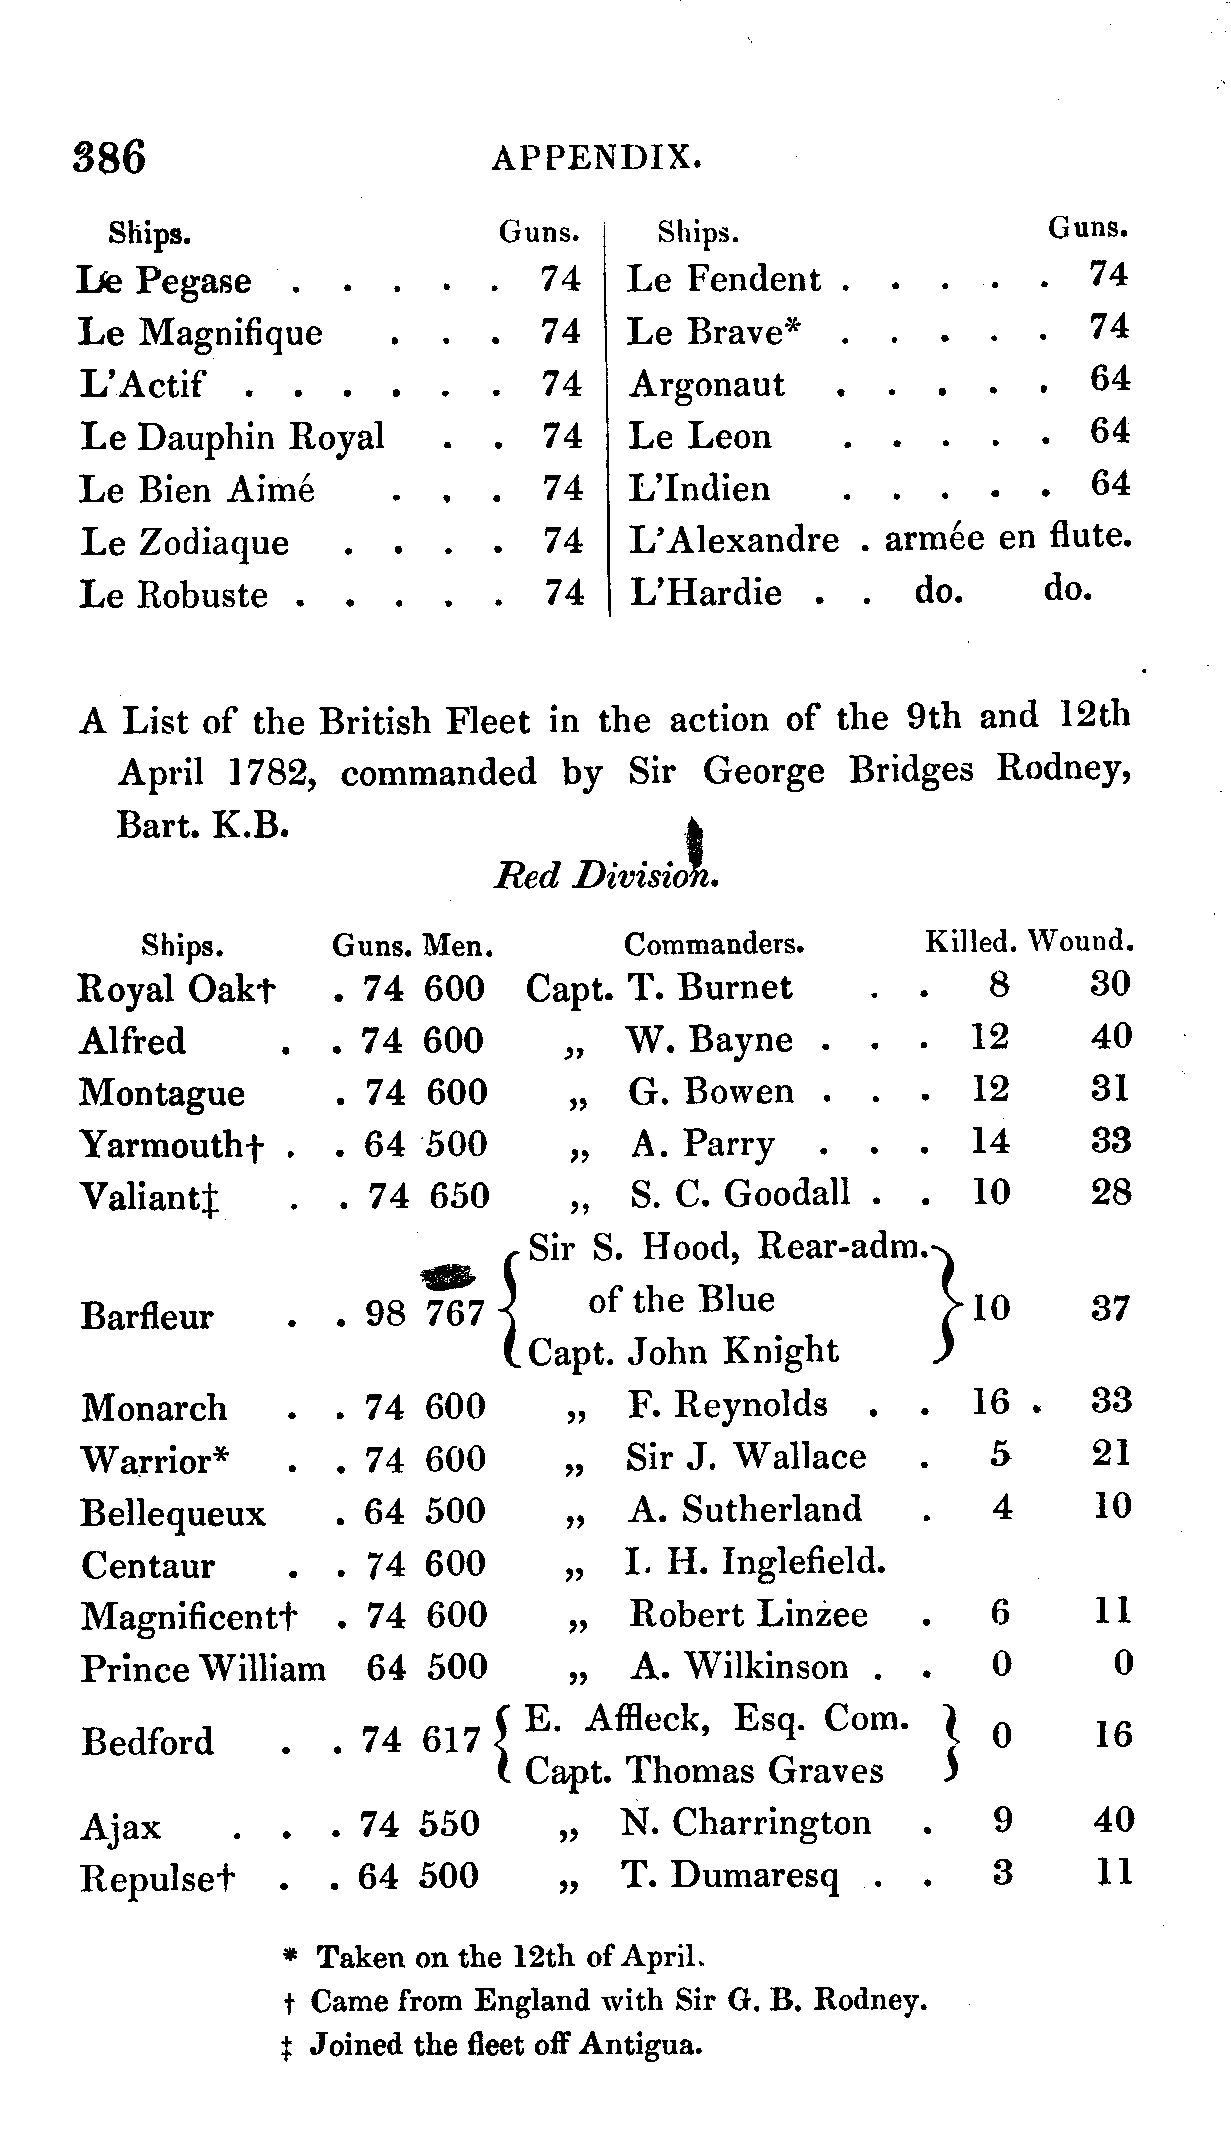 386 APPENDIX.
Ships. Guns. Ships. Guns.
Le Pegase . . . . . 74 Le Fendent . . . . . 74
Le Magnifique . . . 74 Le Brave* . . . . . 74
L'Actif . . . . . . 74 Argonaut . . . . . 64
Le Dauphin Royal . . 74 Le Leon . . . . . 64
Le Bien Aimé . . . 74 L'Indien . . . . . 64
Le Zodiaque . . . . 74 L'Alexandre . armée en flute.
Le Robuste . . . . . 74 L'Hardie . . do. do.
A List of the British Fleet in the action of the 9th and 12th
April 1782, commanded by Sir George Bridges Rodney,
Bart. K.B.
Red Division.
Ships. Guns. Men. Commanders. Killed. Wound.
Royal Oak† . 74 600 Capt. T. Burnet . . 8 30
Alfred . . 74 600 „ W. Bayne . . . 12 40
Montague . 74 600 „ G. Bowen . . . 12 31
Yarmouth† . . 64 500 „ A. Parry . . . 14 33
Valiant‡ . . 74 650 „ S. C. Goodall . . 10 28
Sir S. Hood, Rear-adm.
of the Blue
Barfleur . . 98 767 10 37
Capt. John Knight
Monarch . . 74 600 „ F. Reynolds . . 16 . 33
Warrior* . . 74 600 „ Sir J. Wallace . 5 21
Bellequeux . 64 500 „ A. Sutherland . 4 10
Centaur . . 74 600 „ I. H. Inglefield.
Magnificent† . 74 600 „ Robert Linzee . 6 11
Prince William 64 500 „ A. Wilkinson . . 0 0
E. Affleck, Esq. Com.
Bedford . . 74 617 0 16
Capt. Thomas Graves
Ajax . . . 74 550 „ N. Charrington . 9 40
Repulse† . . 64 500 „ T. Dumaresq . . 3 11
* Taken on the 12th of April.
† Came from England with Sir G. B. Rodney.
‡ Joined the fleet off Antigua.